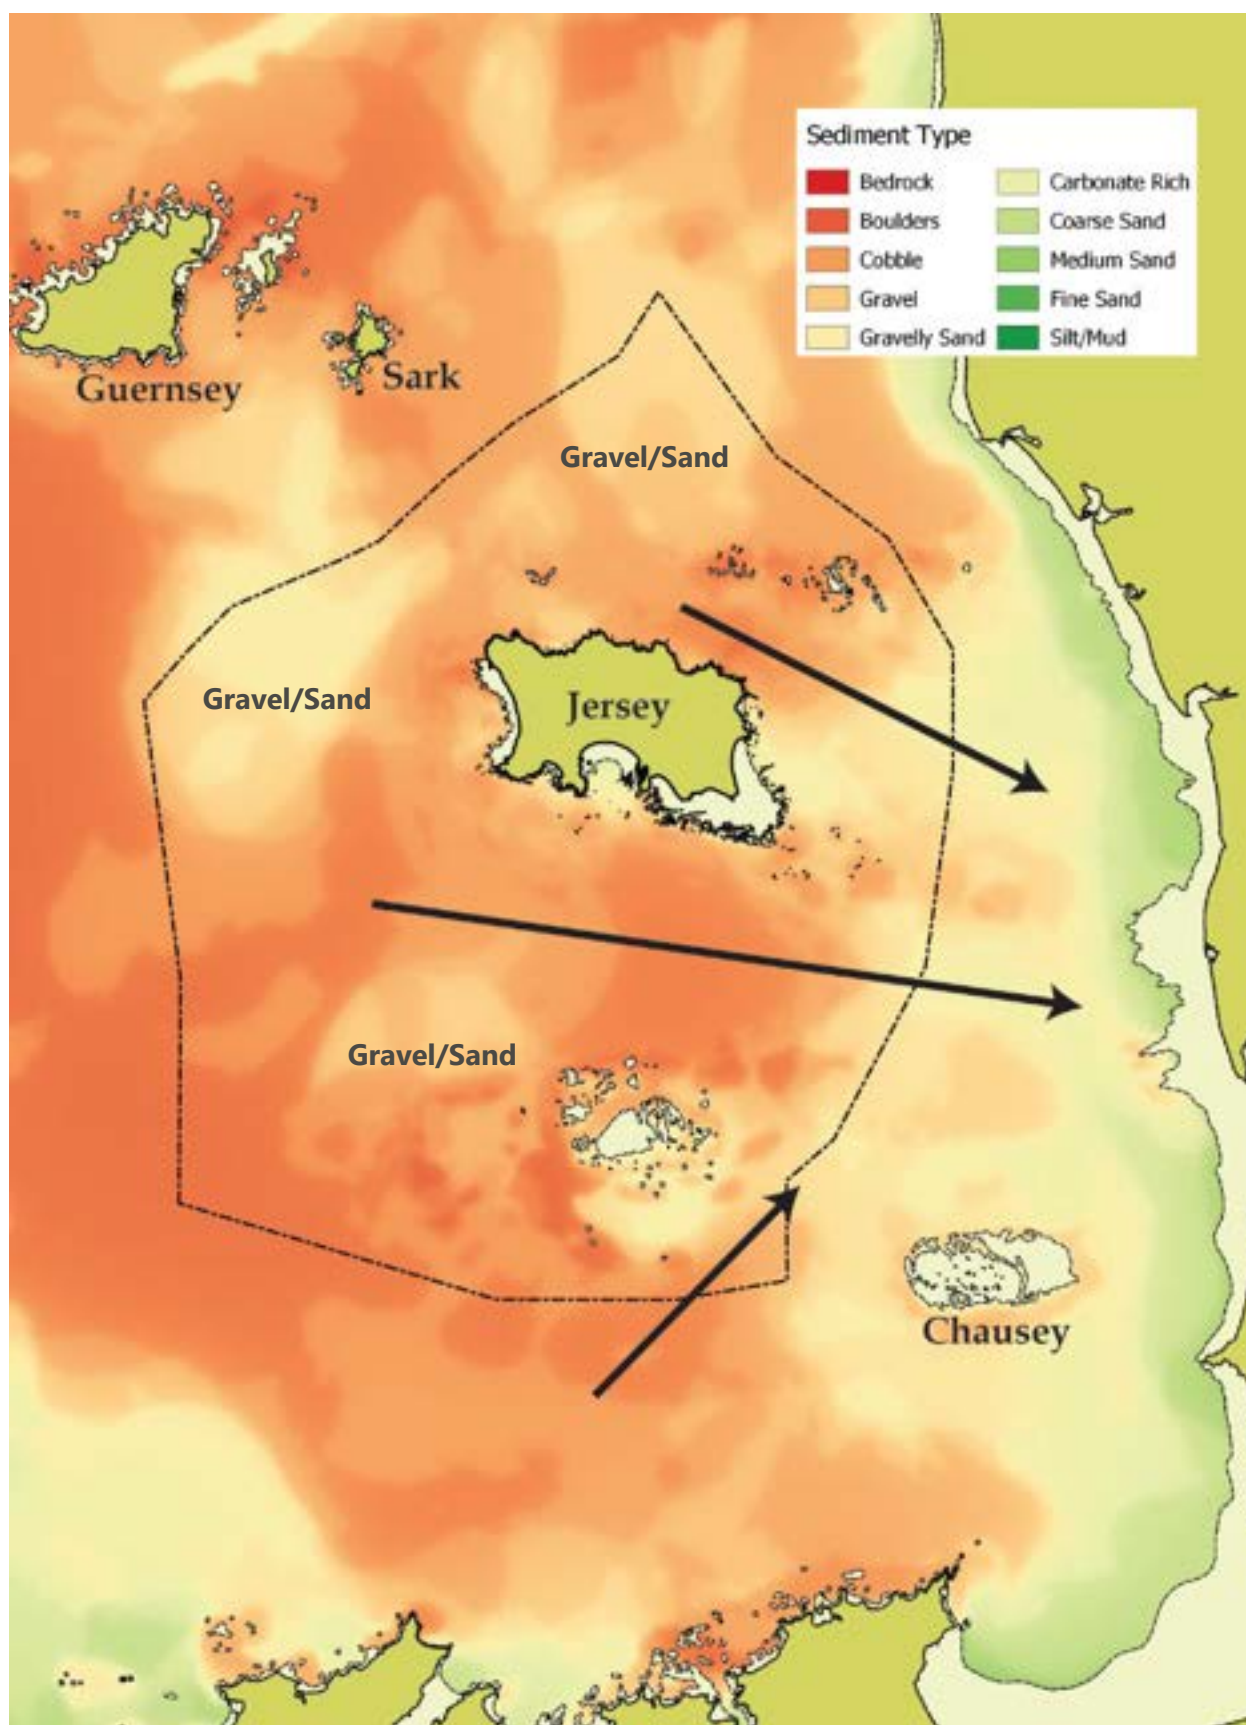 Sediment Type
Bedrock
Boulders
Cobble
Gravel
Gravelly Sand
Carbonate Rich
Coarse Sand
Medium Sand
Fine Sand
Silt/Mud
Guernsey
Sark
Gravel/Sand
Gravel/Sand
Jersey
Gravel/Sand
Chausey